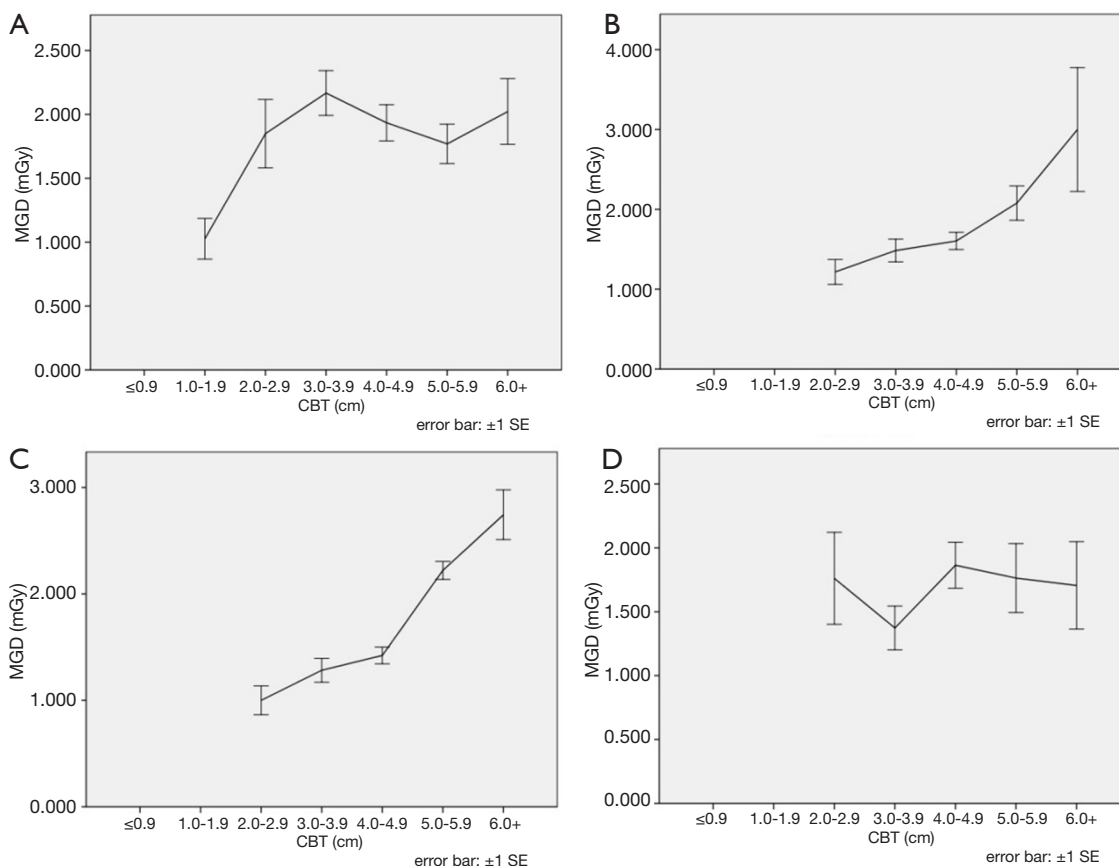 A
MGD (mGy)
2.500
2.000
1.500
1.000
0.500
0.000
≤0.9 1.0-1.9 2.0-2.9 3.0-3.9 4.0-4.9 5.0-5.9 6.0+
CBT (cm)
error bar: ±1 SE
B
MGD (mGy)
4.000
3.000
2.000
1.000
0.000
≤0.9 1.0-1.9 2.0-2.9 3.0-3.9 4.0-4.9 5.0-5.9 6.0+
CBT (cm)
error bar: ±1 SE
C
MGD (mGy)
3.000
2.000
1.000
0.000
≤0.9 1.0-1.9 2.0-2.9 3.0-3.9 4.0-4.9 5.0-5.9 6.0+
CBT (cm)
error bar: ±1 SE
D
MGD (mGy)
2.500
2.000
1.500
1.000
0.500
0.000
≤0.9 1.0-1.9 2.0-2.9 3.0-3.9 4.0-4.9 5.0-5.9 6.0+
CBT (cm)
error bar: ±1 SE